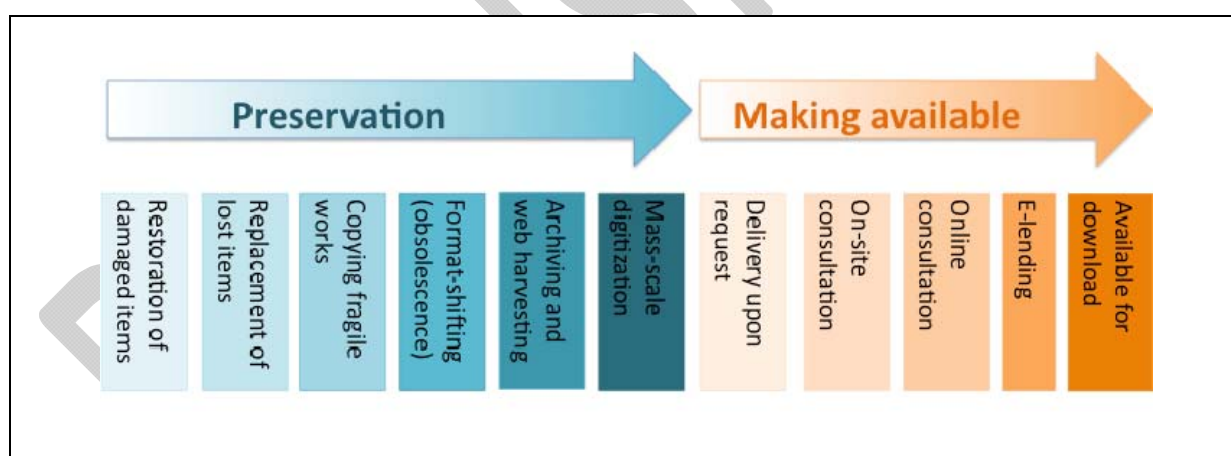 Preservation
Making available
Restoration of
damaged items
Replacement of
lost items
Copying fragile
works
Format-shifting
(obsolescence)
Archiving and
web harvesting
Mass-scale
digitization
Delivery upon
request
On-site
consultation
Online
consultation
E-lending
Available for
download